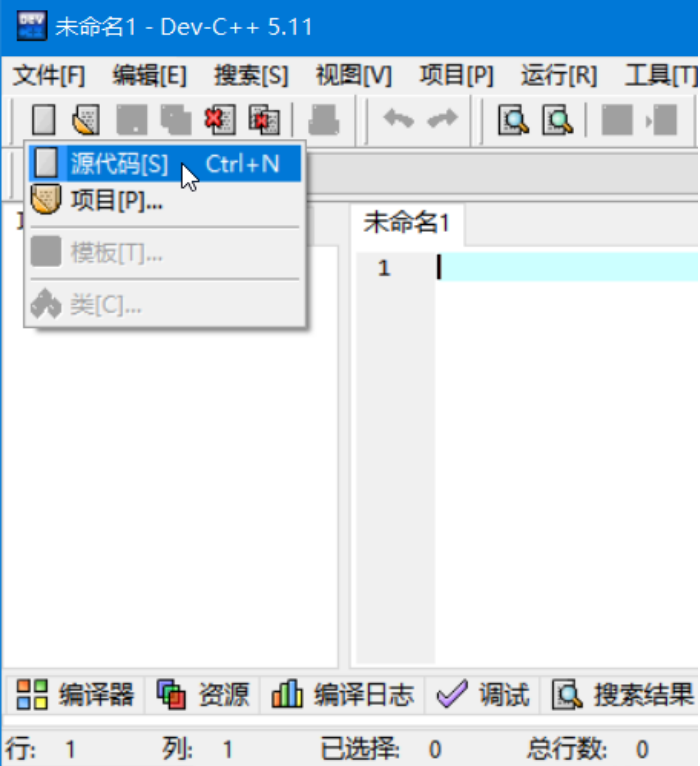 DEV
未命名1 - Dev-C++ 5.11
文件[F] 编辑[E] 搜索[S] 视图[V] 项目[P] 运行[R] 工具[T]
源代码[S] Ctrl+N
项目[P]...
模板[T]...
类[C]...
未命名1
1
编译器 资源 编译日志 调试 搜索结果
行: 1 列: 1 已选择: 0 总行数: 0